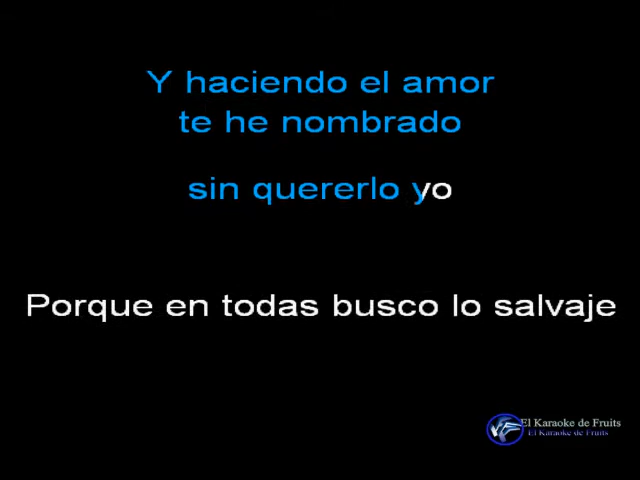 Y haciendo el amor
te he nombrado
sin quererlo yo
Porque en todas busco lo salvaje
El Karaoke de Fruits
El Karaoke de Fruits